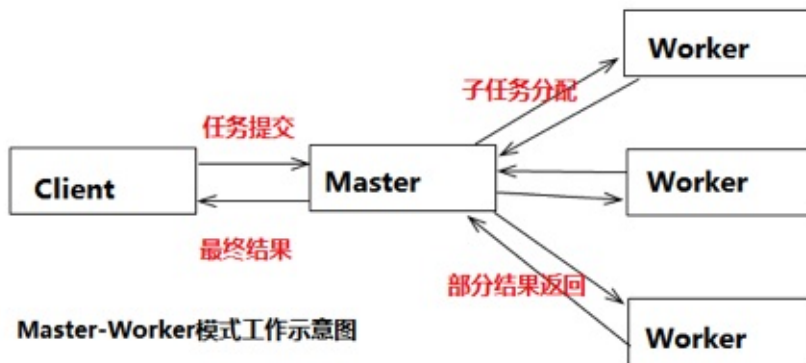 Worker
子任务分配
任务提交
Client
Master
Worker
最终结果
部分结果返回
Master-Worker模式工作示意图
Worker